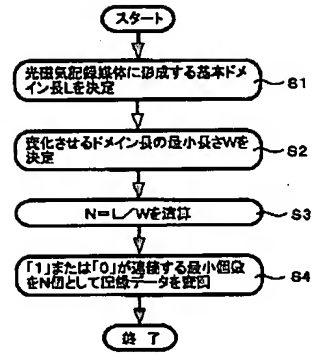 スタート
光磁気記録媒体に形成する基本ドメ
イン長Lを決定
S1
変化させるドメイン長の最小長さWを
決定
S2
N=L/Wを演算
S3
「1」または「0」が連続する最小個数
をN個として記録データを変調
S4
終了